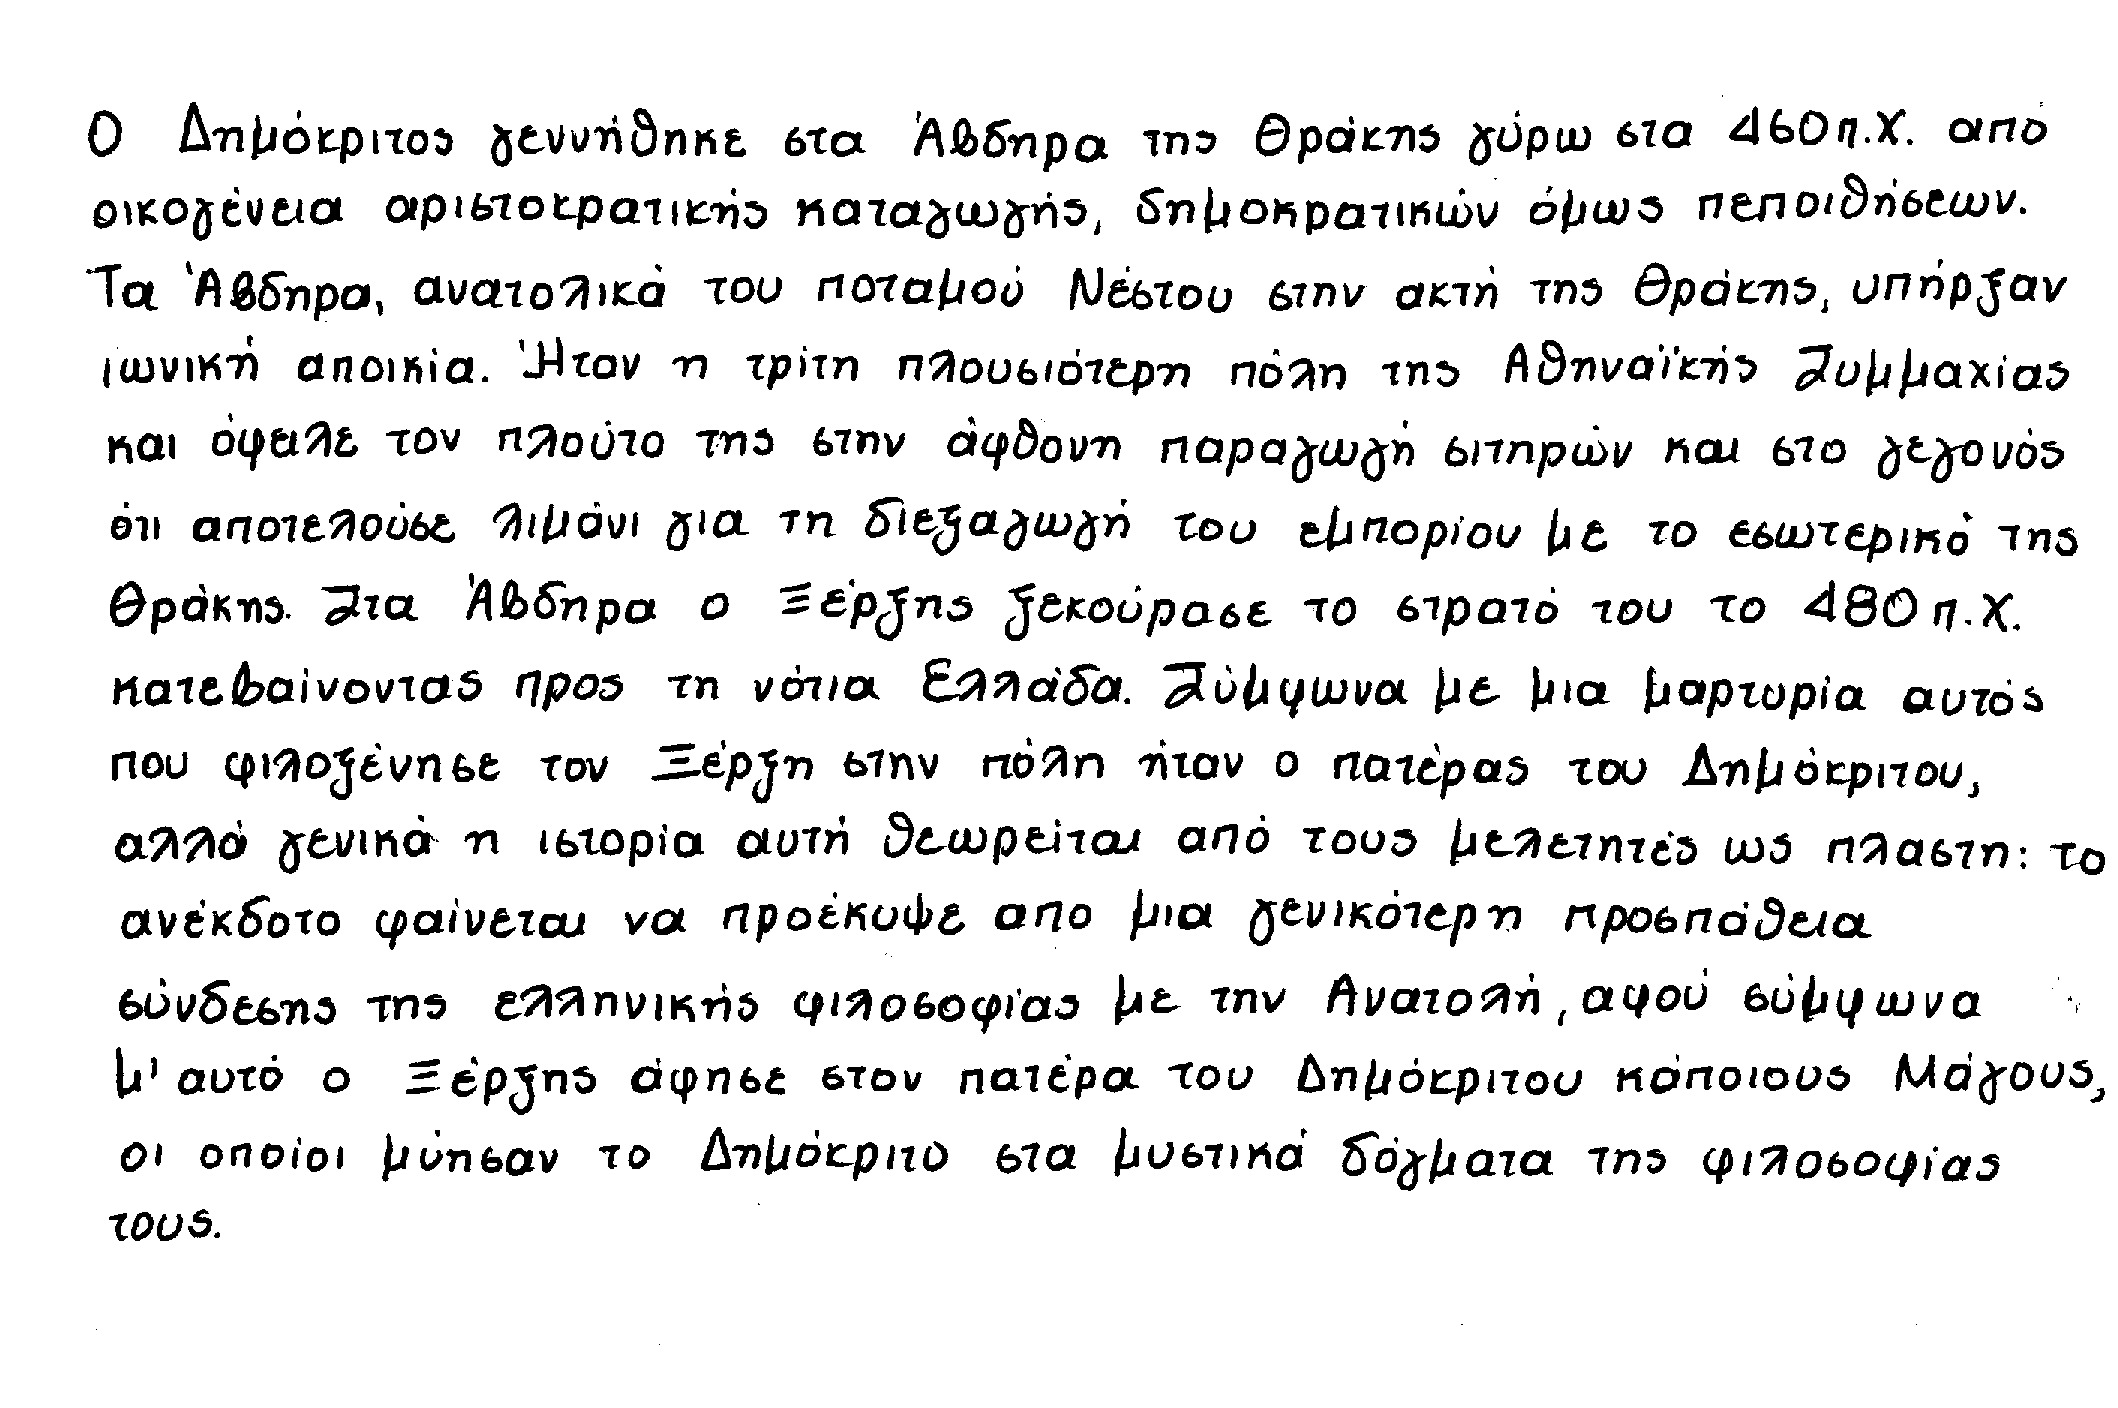 Ο Δημόκριτος γεννήθηκε στα Άβδηρα της Θράκης γύρω στα 460 π.Χ. από
οικογένεια αριστοκρατικής καταγωγής, δημοκρατικών όμως πεποιθήσεων.
Τα Άβδηρα, ανατολικά του ποταμού Νέστου στην ακτή της Θράκης, υπήρξαν
ιωνική αποικία. Ήταν η τρίτη πλουσιότερη πόλη της Αθηναϊκής Συμμαχίας
και όφειλε τον πλούτο της στην άφθονη παραγωγή σιτηρών και στο γεγονός
ότι αποτελούσε λιμάνι για τη διεξαγωγή του εμπορίου με το εσωτερικό της
Θράκης. Στα Άβδηρα ο Ξέρξης ξεκούρασε το στρατό του το 480 π.Χ.
κατεβαίνοντας προς τη νότια Ελλάδα. Σύμφωνα με μια μαρτυρία αυτός
που φιλοξένησε τον Ξέρξη στην πόλη ήταν ο πατέρας του Δημόκριτου,
αλλά γενικά η ιστορία αυτή θεωρείται από τους μελετητές ως πλαστη: το
ανέκδοτο φαίνεται να προέκυψε απο μια γενικότερη προσπάθεια
σύνδεσης της ελληνικής φιλοσοφίας με την Ανατολή, αφού σύμφωνα
μ' αυτό ο Ξέρξης άφησε στον πατέρα του Δημόκριτου κάποιους Μάγους,
οι οποίοι μύησαν το Δημόκριτο στα μυστικά δόγματα της φιλοσοφίας
τους.